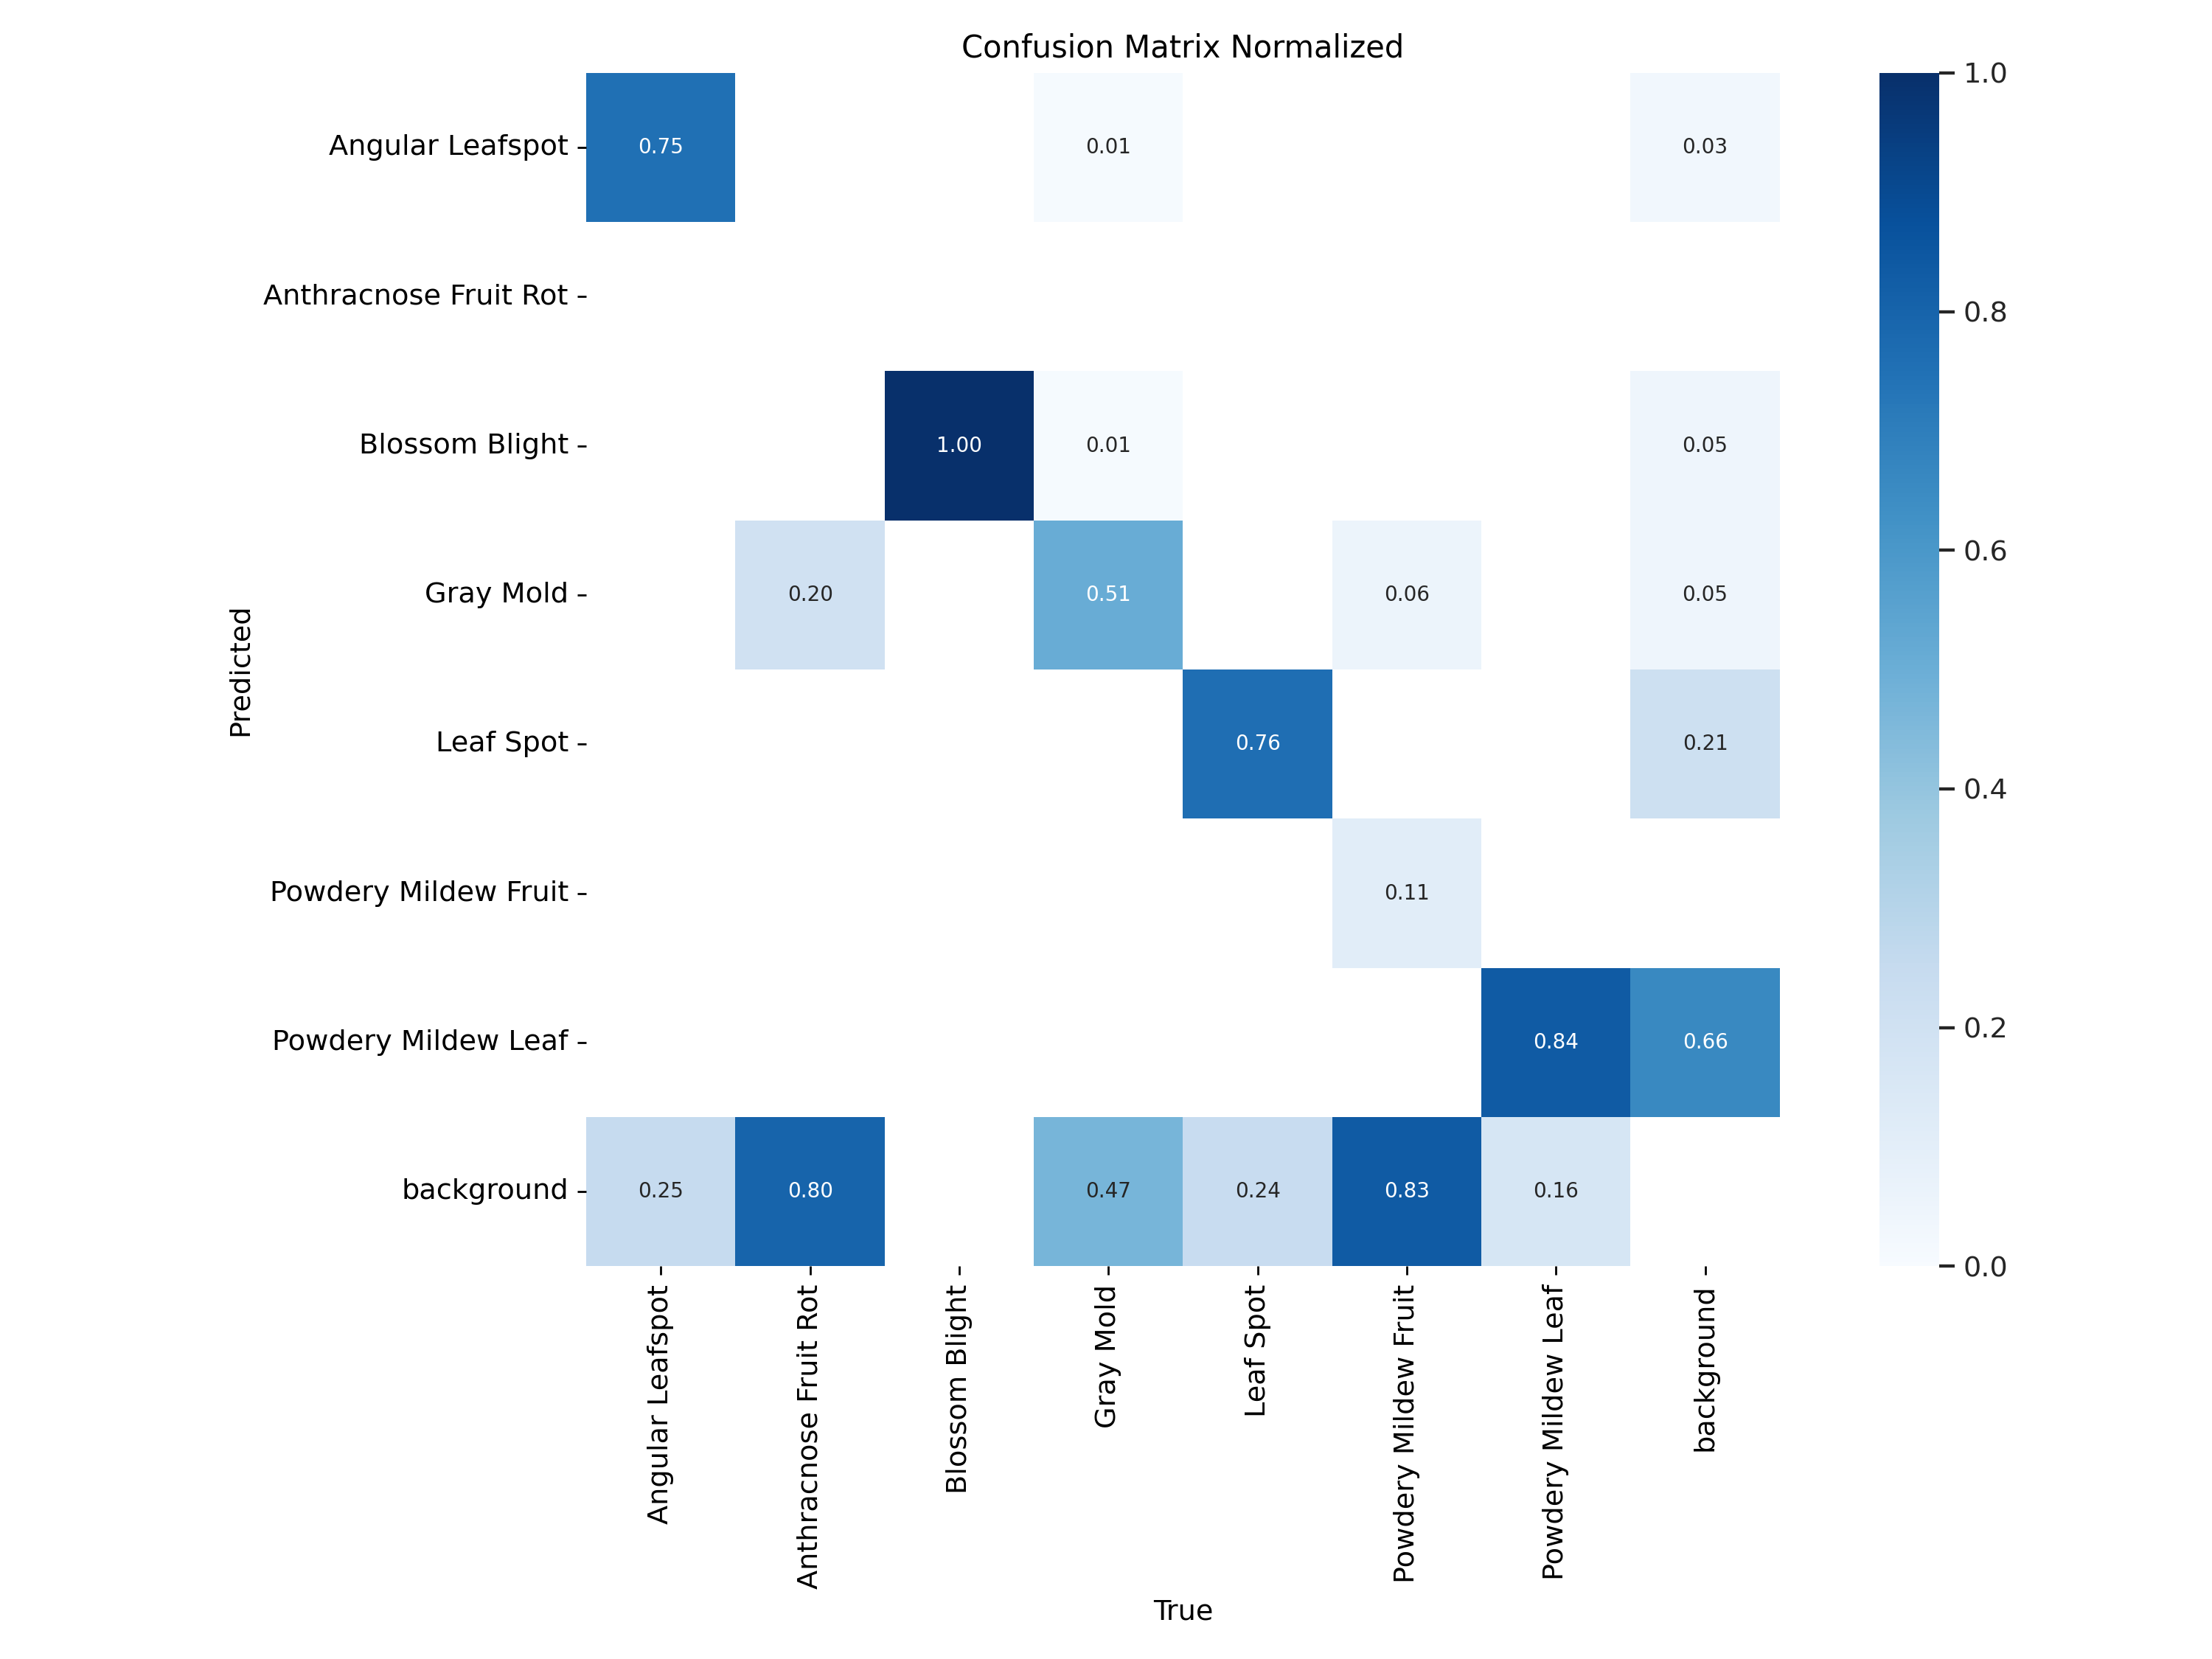 Confusion Matrix Normalized
Angular Leafspot
0.75
0.01
0.03
Anthracnose Fruit Rot
Blossom Blight
1.00
0.01
0.05
Gray Mold
0.20
0.51
0.06
0.05
Leaf Spot
0.76
0.21
Powdery Mildew Fruit
0.11
Powdery Mildew Leaf
0.84
0.66
background
0.25
0.80
0.47
0.24
0.83
0.16
Predicted
Angular Leafspot
Anthracnose Fruit Rot
Blossom Blight
Gray Mold
Leaf Spot
Powdery Mildew Fruit
Powdery Mildew Leaf
background
True
1.0
0.8
0.6
0.4
0.2
0.0